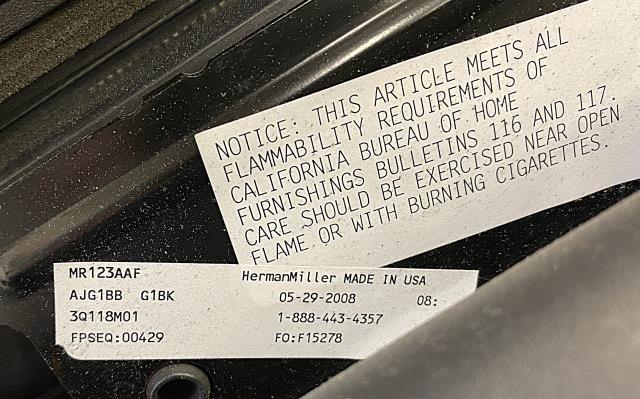 NOTICE: THIS ARTICLE MEETS ALL
FLAMMABILITY REQUIREMENTS OF
CALIFORNIA BUREAU OF HOME
FURNISHINGS BULLETINS 116 AND 117.
CARE SHOULD BE EXERCISED NEAR OPEN
FLAME OR WITH BURNING CIGARETTES.
MR123AAF HermanMiller MADE IN USA
AJG1BB G1BK 05-29-2008 08:
3Q118M01 1-888-443-4357
FPSEQ:00429 FO:F15278